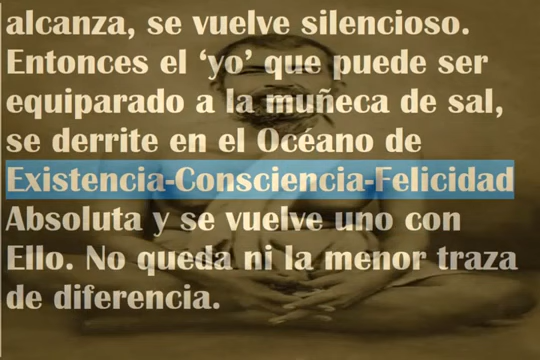 alcanza, se vuelve silencioso.
Entonces el ‘yo’ que puede ser
equiparado a la muñeca de sal,
se derrite en el Océano de
Existencia-Consciencia-Felicidad
Absoluta y se vuelve uno con
Ello. No queda ni la menor traza
de diferencia.